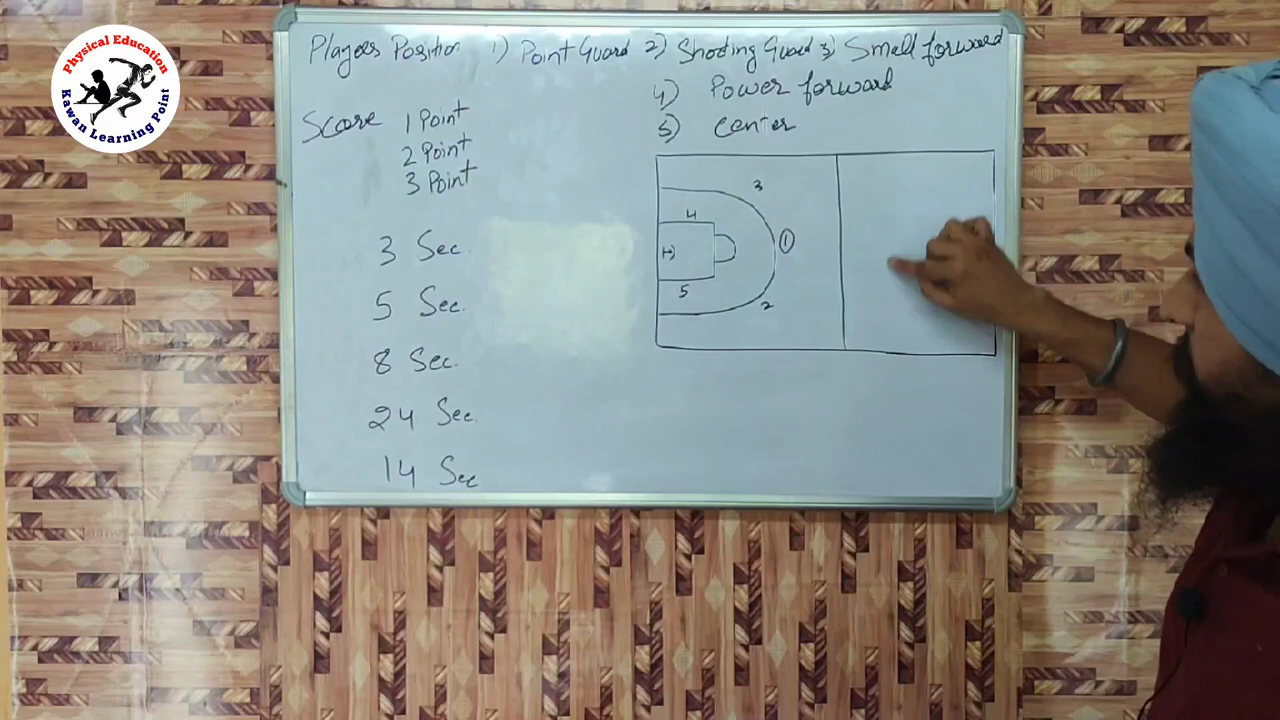 Physical Education
Kawan Learning Point
Players Position 1) Point Guard 2) Shooting Guard 3) Small forward
4) Power forward
5) Center
Score 1 Point
2 Point
3 Point
3 Sec.
5 Sec.
8 Sec.
24 Sec.
14 Sec
3
4
1
5
2